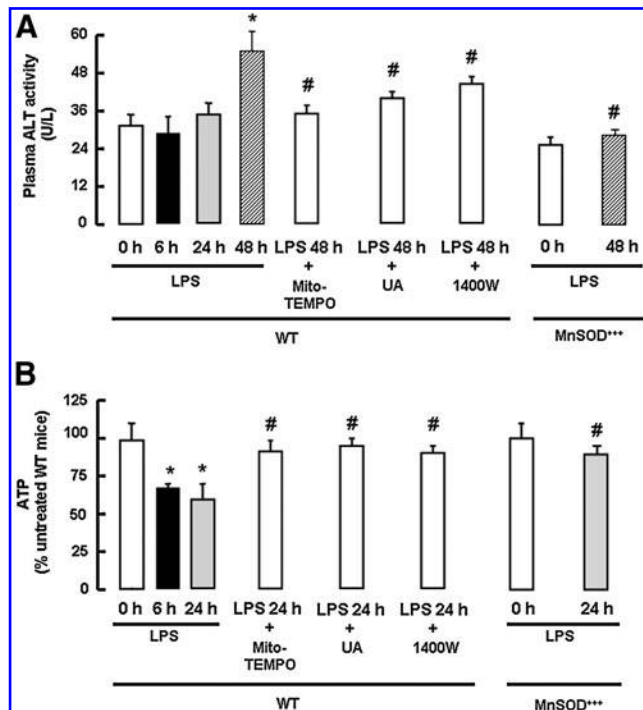 A
Plasma ALT activity
(U/L)
60
48
36
24
12
0
*
#
#
#
#
0 h 6 h 24 h 48 h LPS 48 h LPS 48 h LPS 48 h 0 h 48 h
+ + +
Mito- UA 1400W
TEMPO
LPS LPS
WT MnSOD+++
B
ATP
(% untreated WT mice)
125
100
75
50
25
0
* *
#
#
#
#
0 h 6 h 24 h LPS 24 h LPS 24 h LPS 24 h 0 h 24 h
+ + +
Mito- UA 1400W
TEMPO
LPS LPS
WT MnSOD+++